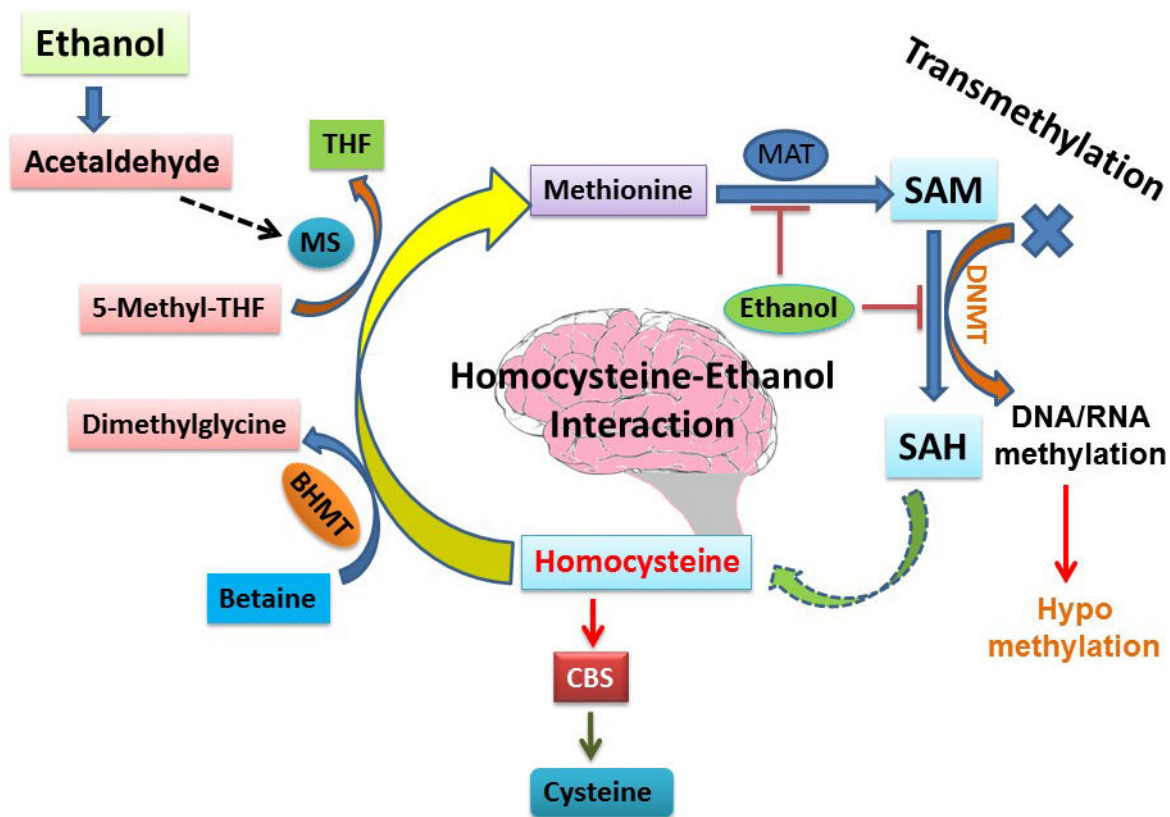 Ethanol
Acetaldehyde
THF
MS
5-Methyl-THF
Methionine
MAT
SAM
Transmethylation
Ethanol
DNMT
Homocysteine-Ethanol
Interaction
Dimethylglycine
BHMT
Betaine
SAH
DNA/RNA
methylation
Homocysteine
Hypo
methylation
CBS
Cysteine